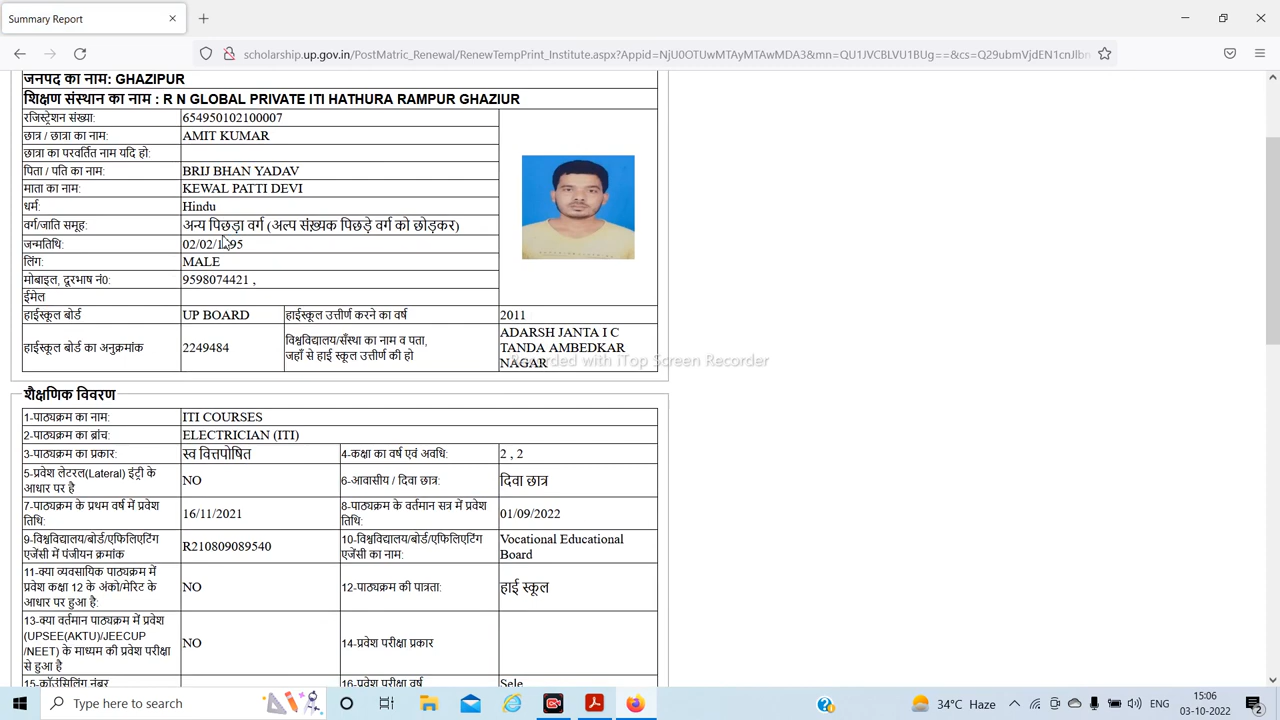 Summary Report
scholarship.up.gov.in/PostMatric_Renewal/RenewTempPrint_Institute.aspx?Appid=NjU0OTUwMTAyMTAwMDA3&mn=QU1JVCBLVU1BUg==&cs=Q29ubmVjdEN1cnJlbn
जनपद का नाम: GHAZIPUR
शिक्षण संस्थान का नाम : R N GLOBAL PRIVATE ITI HATHURA RAMPUR GHAZIUR
रजिस्ट्रेशन संख्या: 654950102100007
छात्र / छात्रा का नाम: AMIT KUMAR
छात्रा का परवर्तित नाम यदि हो:
पिता / पति का नाम: BRIJ BHAN YADAV
माता का नाम: KEWAL PATTI DEVI
धर्म: Hindu
वर्ग/जाति समूह: अन्य पिछड़ा वर्ग (अल्प संख़्यक पिछड़े वर्ग को छोड़कर)
जन्मतिथि: 02/02/1995
लिंग: MALE
मोबाइल, दूरभाष नं0: 9598074421 ,
ईमेल
हाईस्कूल बोर्ड UP BOARD हाईस्कूल उत्तीर्ण करने का वर्ष 2011
हाईस्कूल बोर्ड का अनुक्रमांक 2249484 विश्वविद्यालय/सँस्था का नाम व पता,
जहाँ से हाई स्कूल उत्तीर्ण की हो
ADARSH JANTA I C
TANDA AMBEDKAR
NAGAR
Recorded with iTop Screen Recorder
शैक्षणिक विवरण
1-पाठ्यक्रम का नाम: ITI COURSES
2-पाठ्यक्रम का ब्रांच: ELECTRICIAN (ITI)
3-पाठ्यक्रम का प्रकार: स्व वित्तपोषित 4-कक्षा का वर्ष एवं अवधि: 2 , 2
5-प्रवेश लेटरल(Lateral) इंट्री के
आधार पर है
NO 6-आवासीय / दिवा छात्र: दिवा छात्र
7-पाठ्यक्रम के प्रथम वर्ष में प्रवेश
तिथि:
16/11/2021
8-पाठ्यक्रम के वर्तमान सत्र में प्रवेश
तिथि:
01/09/2022
9-विश्वविद्यालय/बोर्ड/एफिलिएटिंग
एजेंसी में पंजीयन क्रमांक
R210809089540
10-विश्वविद्यालय/बोर्ड/एफिलिएटिंग
एजेंसी का नाम:
Vocational Educational
Board
11-क्या व्यवसायिक पाठ्यक्रम में
प्रवेश कक्षा 12 के अंको/मेरिट के
आधार पर हुआ है:
NO 12-पाठ्यक्रम की पात्रता: हाई स्कूल
13-क्या वर्तमान पाठ्यक्रम में प्रवेश
(UPSEE(AKTU)/JEECUP
/NEET) के माध्यम की प्रवेश परीक्षा
से हुआ है
NO 14-प्रवेश परीक्षा प्रकार
15-कॉउंसिलिंग नंबर 16-प्रवेश परीक्षा वर्ष Sele
Type here to search
34°C Haze
ENG
15:06
03-10-2022
2